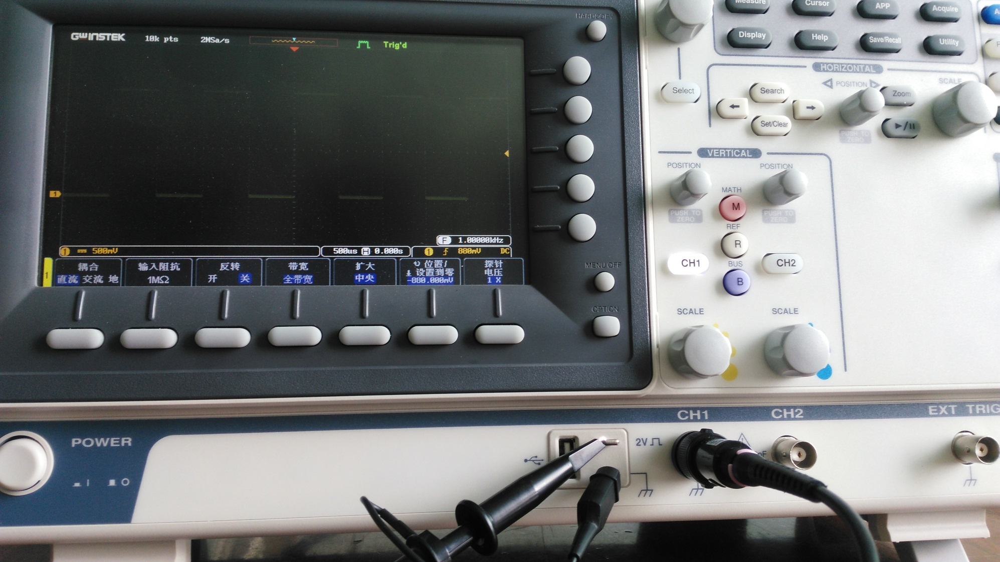 HARDCOPY
GWINSTEK 10k pts 2MSa/s Trig'd
Measure Cursor APP Acquire
Display Help Save/Recall Utility
HORIZONTAL
POSITION SCALE
Select Search Zoom
← →
Set/Clear ▶/II
PUSH TO
ZERO
VERTICAL
POSITION POSITION
MATH
M
PUSH TO PUSH TO
ZERO ZERO
REF
R
CH1 BUS CH2
B
1
F 1.00000kHz
1 500mV 500us H 0.000s 1 880mV DC
1
耦合
直流 交流 地
输入阻抗
1MΩ
反转
开 关
带宽
全带宽
扩大
中央
位置/
设置到零
-880.000mV
探针
电压
1 X
MENU OFF
OPTION
SCALE SCALE
CH1 CH2 EXT TRIG
POWER
I O
2V